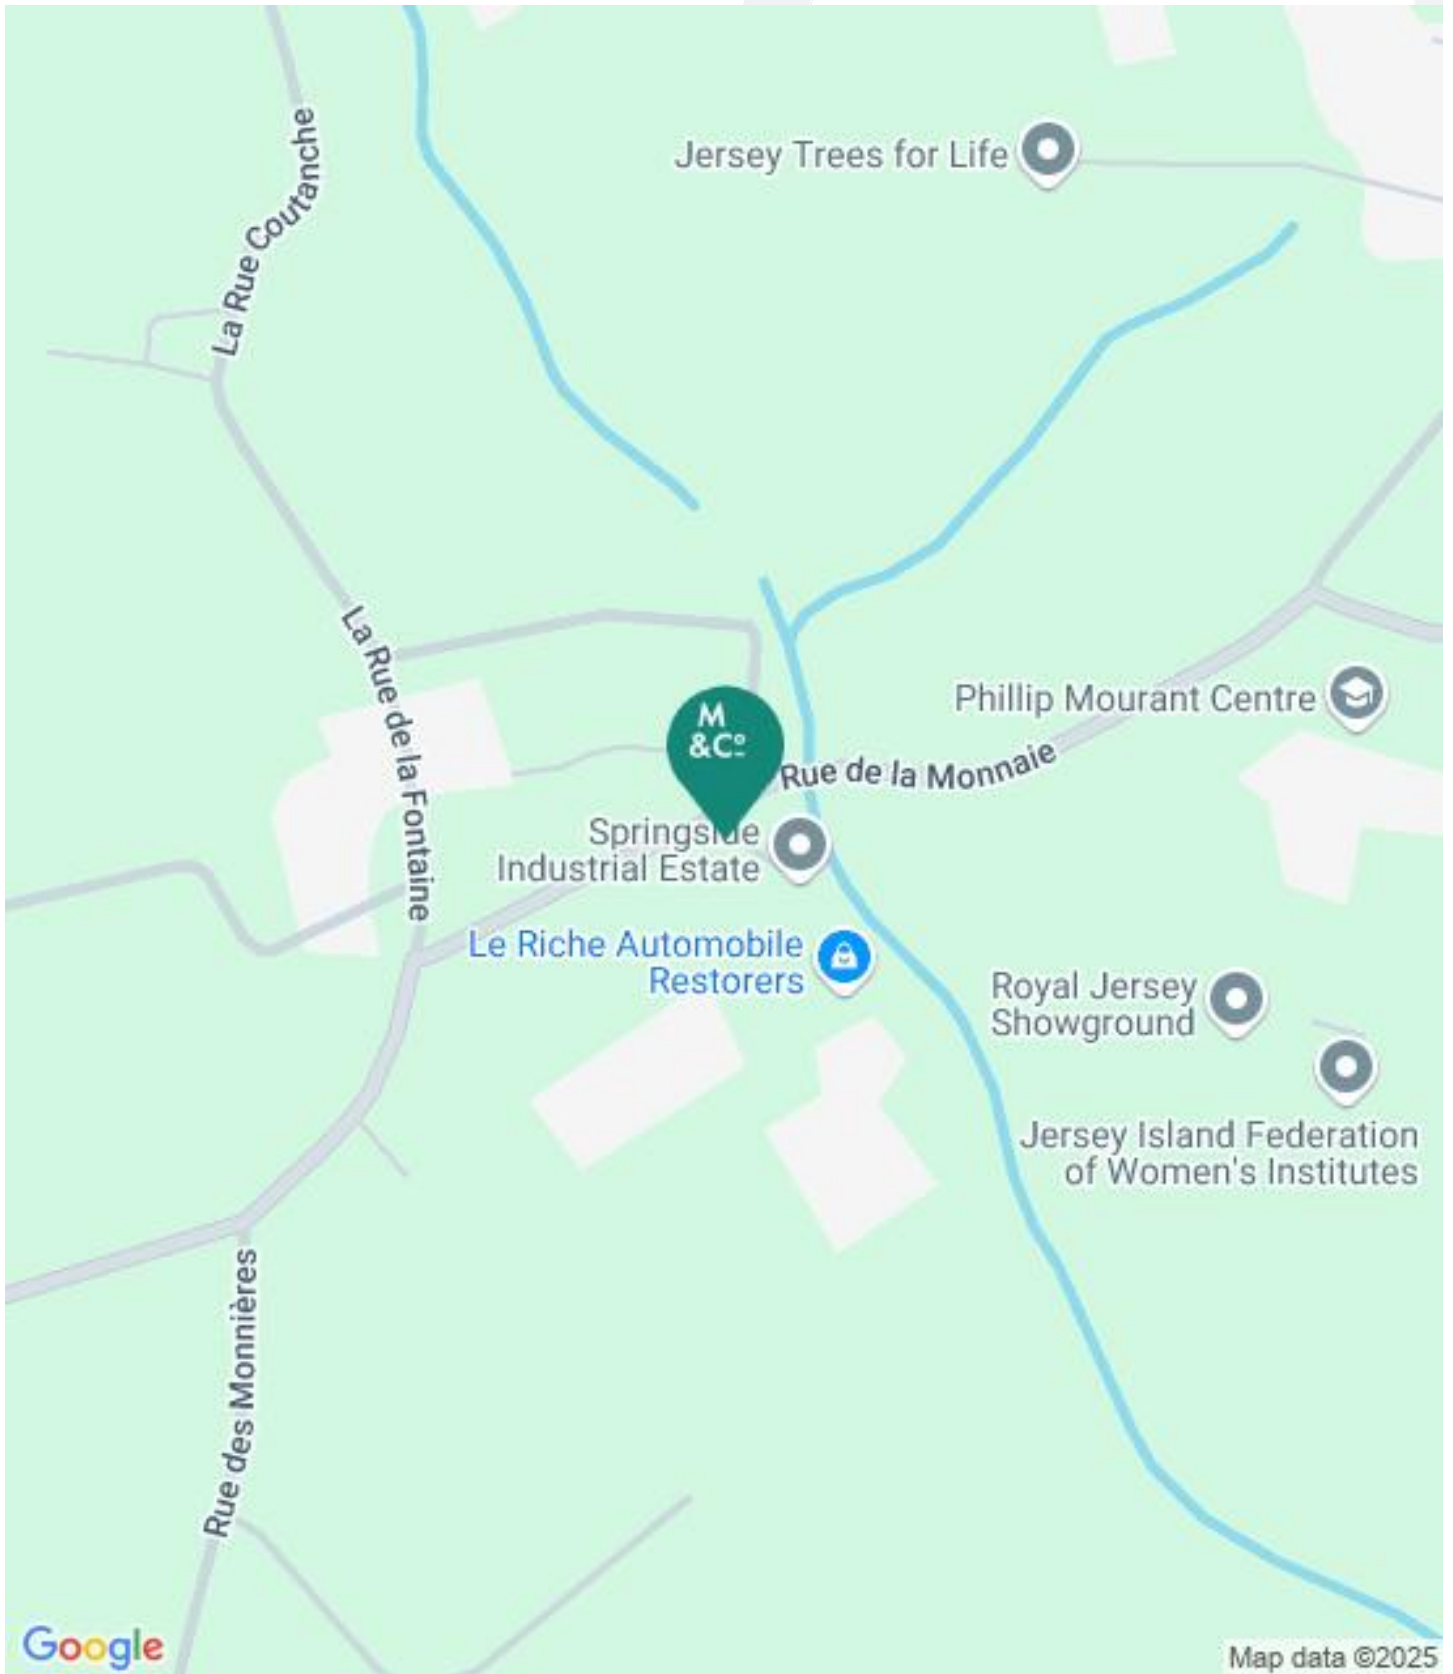 Jersey Trees for Life
La Rue Coutanche
La Rue de la Fontaine
Phillip Mourant Centre
M
&Cº
Rue de la Monnaie
Springside
Industrial Estate
Le Riche Automobile
Restorers
Royal Jersey
Showground
Jersey Island Federation
of Women's Institutes
Rue des Monnières
Google
Map data ©2025